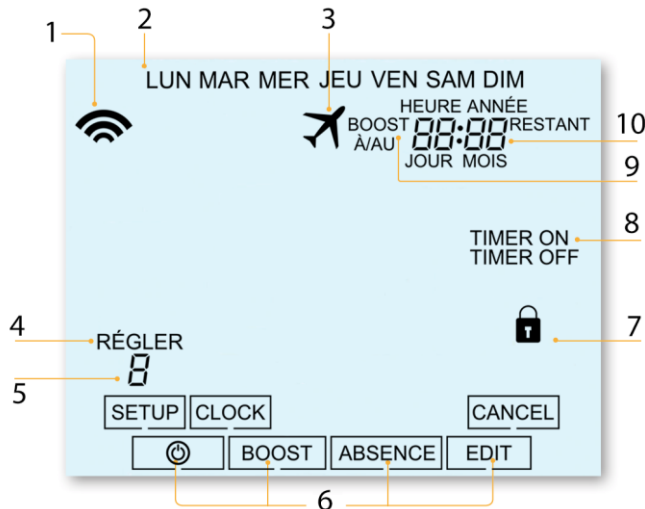 1
2
3
LUN MAR MER JEU VEN SAM DIM
HEURE ANNÉE
BOOST 88:88 RESTANT
10
À/AU
JOUR MOIS
9
8
TIMER ON
TIMER OFF
7
4
RÉGLER
5
8
SETUP CLOCK CANCEL
BOOST ABSENCE EDIT
6